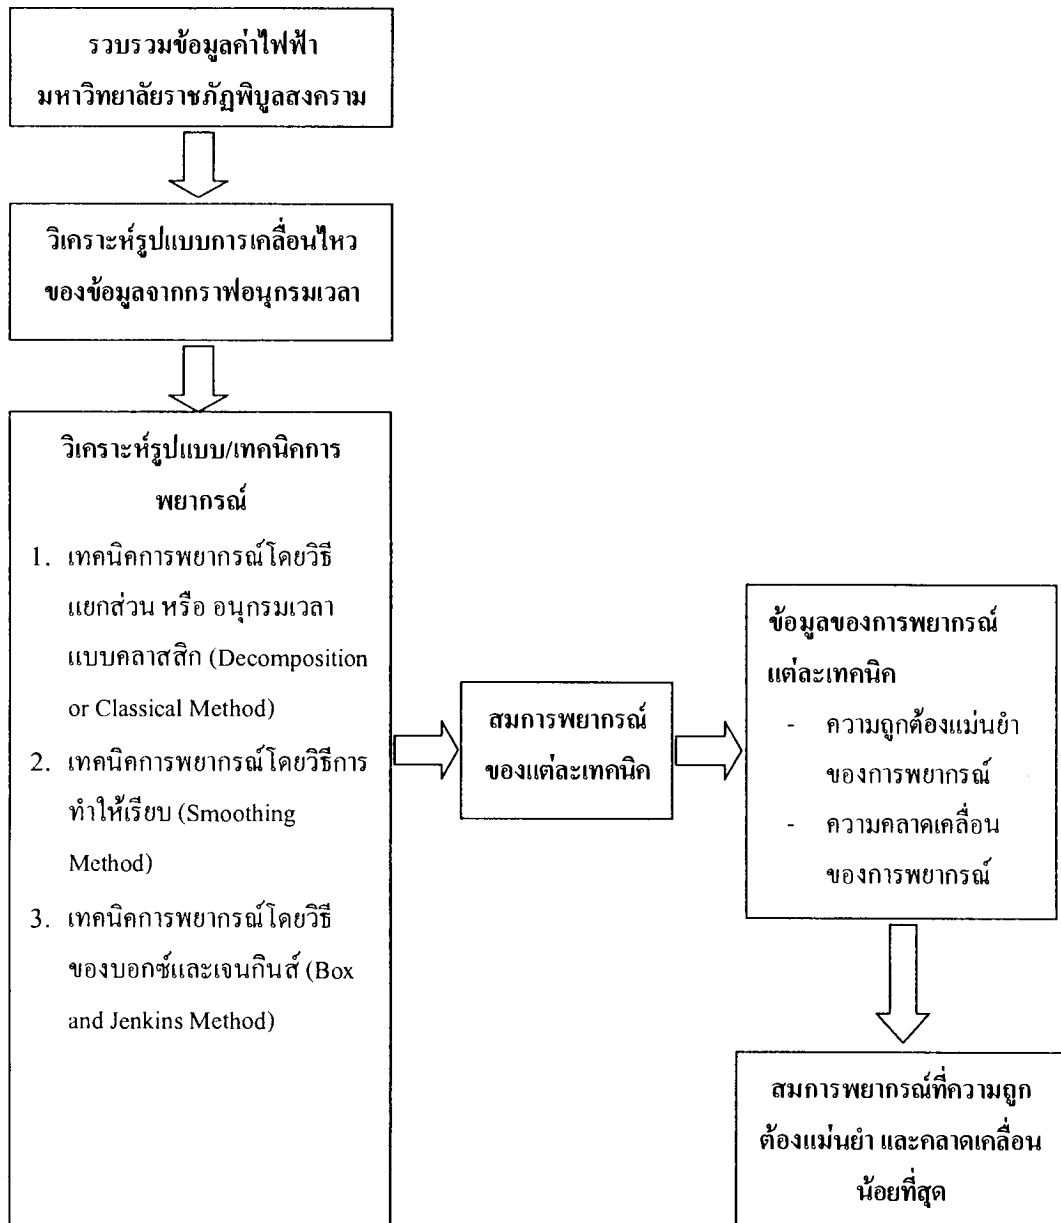 รวบรวมข้อมูลค่าไฟฟ้า
มหาวิทยาลัยราชภัฏพิบูลสงคราม
วิเคราะห์รูปแบบการเคลื่อนไหว
ของข้อมูลจากกราฟอนุกรมเวลา
วิเคราะห์รูปแบบ/เทคนิคการ
พยากรณ์
1. เทคนิคการพยากรณ์โดยวิธี
แยกส่วน หรือ อนุกรมเวลา
แบบคลาสสิก (Decomposition
or Classical Method)
2. เทคนิคการพยากรณ์โดยวิธีการ
ทำให้เรียบ (Smoothing
Method)
3. เทคนิคการพยากรณ์โดยวิธี
ของบอกซ์และเจนกินส์ (Box
and Jenkins Method)
สมการพยากรณ์
ของแต่ละเทคนิค
ข้อมูลของการพยากรณ์
แต่ละเทคนิค
- ความถูกต้องแม่นยำ
ของการพยากรณ์
- ความคลาดเคลื่อน
ของการพยากรณ์
สมการพยากรณ์ที่ความถูก
ต้องแม่นยำ และคลาดเคลื่อน
น้อยที่สุด